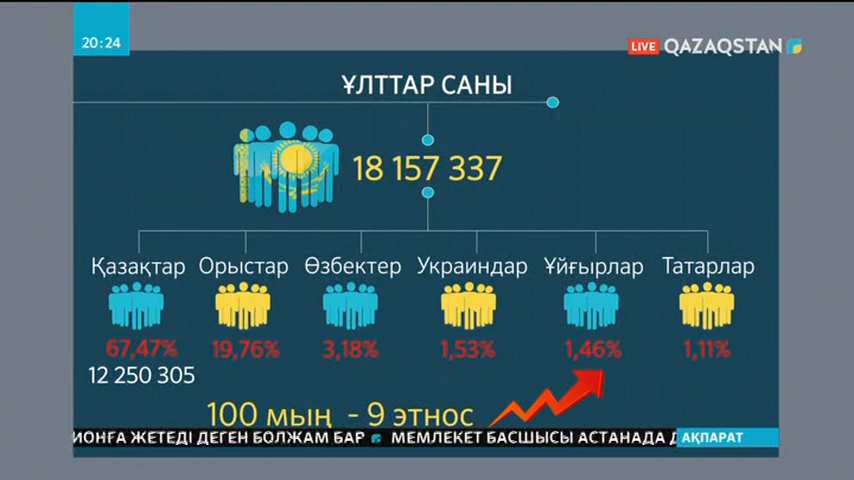 20:24
LIVE QAZAQSTAN
ҰЛТТАР САНЫ
18 157 337
Қазақтар Орыстар Өзбектер Украиндар Ұйғырлар Татарлар
67,47% 19,76% 3,18% 1,53% 1,46% 1,11%
12 250 305
100 мың - 9 этнос
ИОНҒА ЖЕТЕДІ ДЕГЕН БОЛЖАМ БАР МЕМЛЕКЕТ БАСШЫСЫ АСТАНАДА АҚПАРАТ